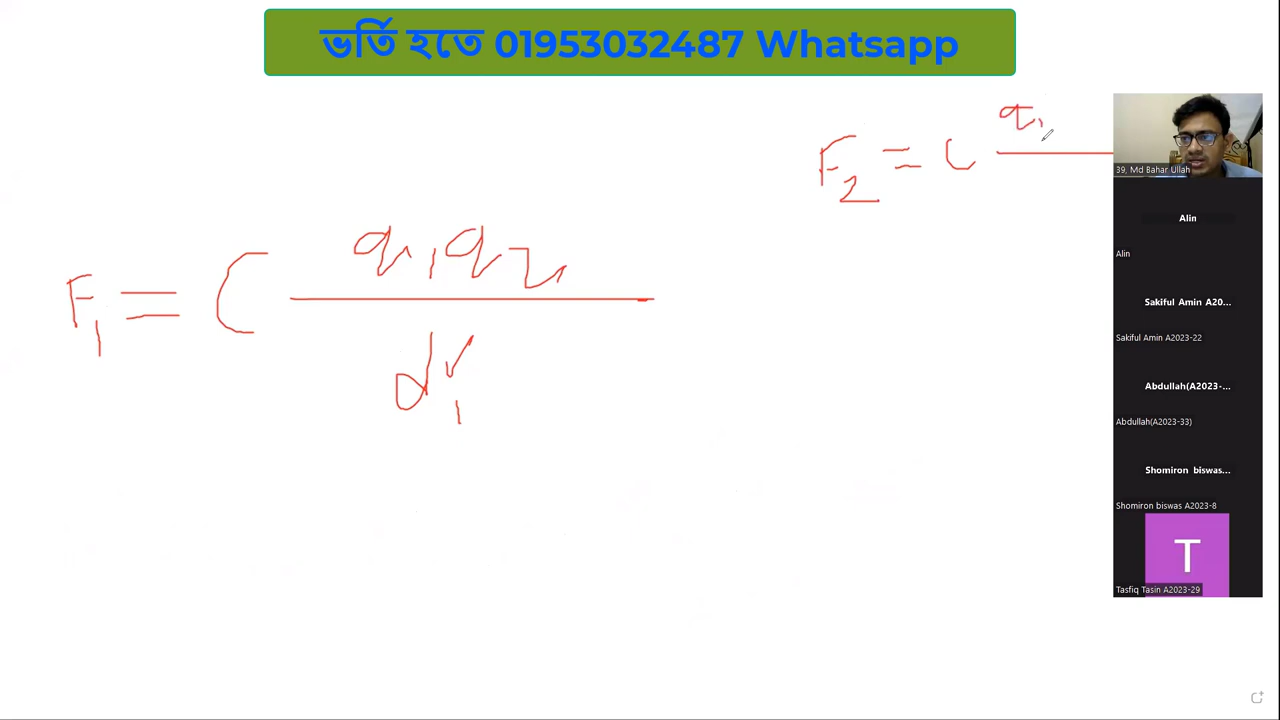 ভর্তি হতে 01953032487 Whatsapp
F₂ = C q₁
F₁ = C q₁q₂
d₁²
39, Md Bahar Ullah
Alin
Alin
Sakiful Amin A20...
Sakiful Amin A2023-22
Abdullah(A2023-...
Abdullah(A2023-33)
Shomiron biswas...
Shomiron biswas A2023-8
T
Tasfiq Tasin A2023-29